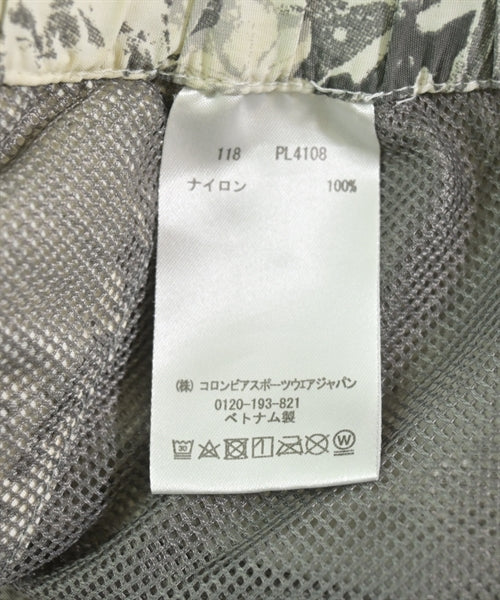 118 PL4108
ナイロン 100%
(株) コロンビアスポーツウエアジャパン
0120-193-821
ベトナム製
30 W